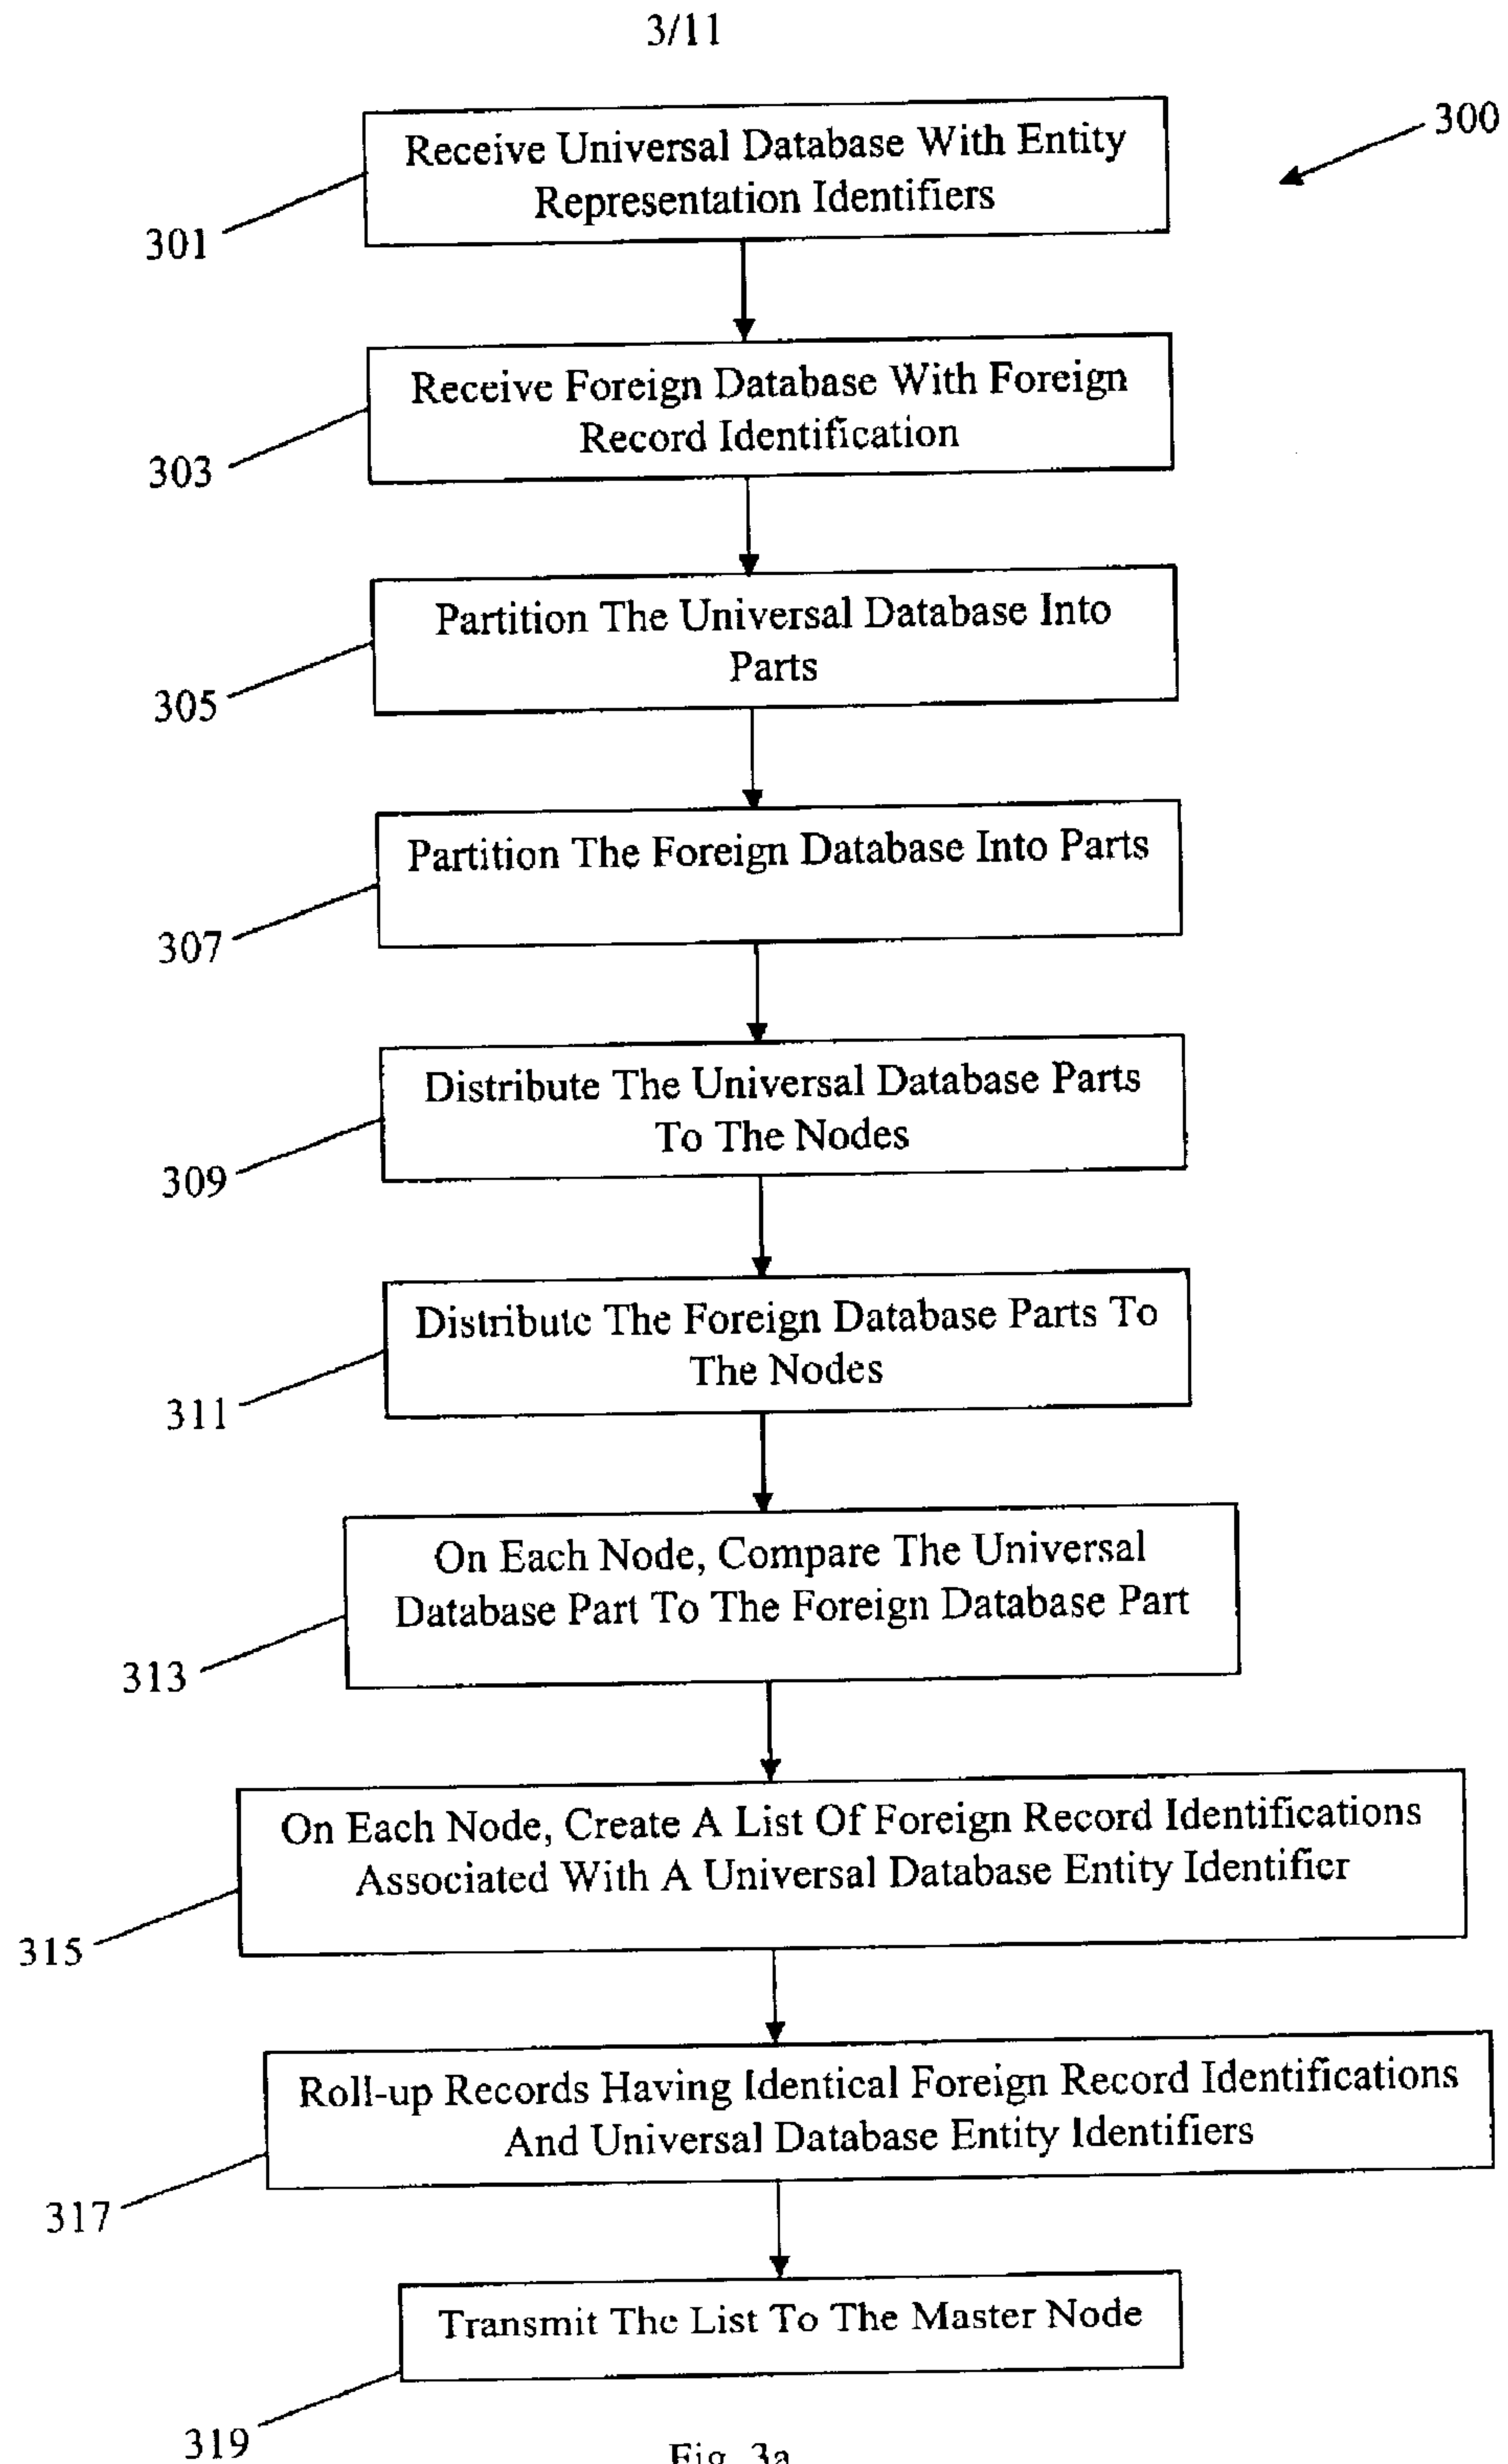 3/11
300
Receive Universal Database With Entity
Representation Identifiers
301
Receive Foreign Database With Foreign
Record Identification
303
Partition The Universal Database Into
Parts
305
Partition The Foreign Database Into Parts
307
Distribute The Universal Database Parts
To The Nodes
309
Distribute The Foreign Database Parts To
The Nodes
311
On Each Node, Compare The Universal
Database Part To The Foreign Database Part
313
On Each Node, Create A List Of Foreign Record Identifications
Associated With A Universal Database Entity Identifier
315
Roll-up Records Having Identical Foreign Record Identifications
And Universal Database Entity Identifiers
317
Transmit The List To The Master Node
319
Fig. 3a